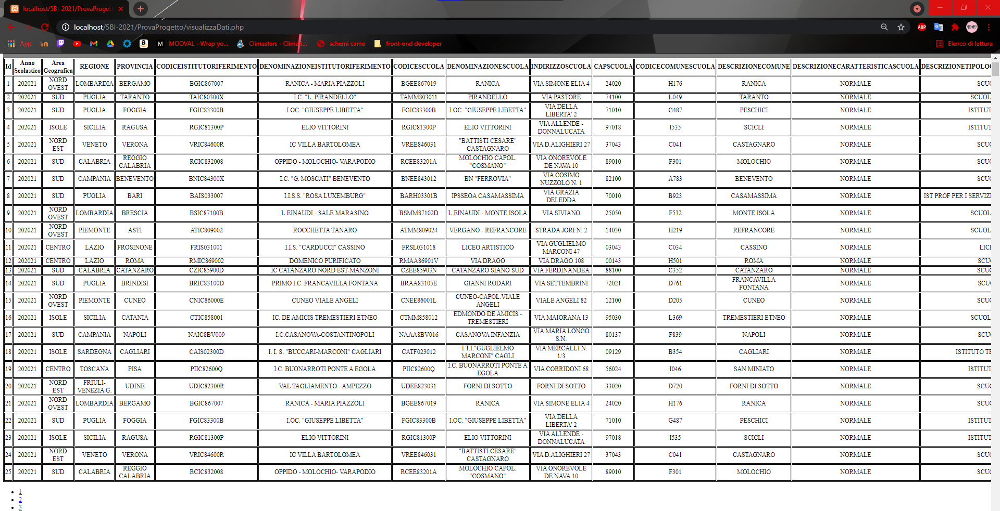 localhost/5BI-2021/ProvaProgett
localhost/5BI-2021/ProvaProgetto/visualizzaDati.php
ABP
App in a M MOOVAL - Wrap yo... Climastars - Climati... schemi came front-end developer Elenco di lettura
Id Anno Scolastico Area Geografica REGIONE PROVINCIA CODICEISTITUTORIFERIMENTO DENOMINAZIONEISTITUTORIFERIMENTO CODICESCUOLA DENOMINAZIONESCUOLA INDIRIZZOSCUOLA CAPSCUOLA CODICECOMUNESCUOLA DESCRIZIONECOMUNE DESCRIZIONECARATTERISTICASCUOLA DESCRIZIONETIPOLOG
1 202021 NORD OVEST LOMBARDIA BERGAMO BGIC867007 RANICA - MARIA PIAZZOLI BGEE867019 RANICA VIA SIMONE ELIA 4 24020 H176 RANICA NORMALE SCUO
2 202021 SUD PUGLIA TARANTO TAIC80300X I.C. "L. PIRANDELLO" TAMM803011 PIRANDELLO VIA PASTORE 74100 L049 TARANTO NORMALE SCUOL
3 202021 SUD PUGLIA FOGGIA FGIC83300B I.OC. "GIUSEPPE LIBETTA" FGIC83300B I.OC. "GIUSEPPE LIBETTA" VIA DELLA LIBERTA' 2 71010 G487 PESCHICI NORMALE ISTITUT
4 202021 ISOLE SICILIA RAGUSA RGIC81300P ELIO VITTORINI RGIC81300P ELIO VITTORINI VIA ALLENDE - DONNALUCATA 97018 I535 SCICLI NORMALE ISTITUT
5 202021 NORD EST VENETO VERONA VRIC84600R IC VILLA BARTOLOMEA VREE846031 "BATTISTI CESARE" CASTAGNARO VIA D.ALIGHIERI 27 37043 C041 CASTAGNARO NORMALE SCUO
6 202021 SUD CALABRIA REGGIO CALABRIA RCIC832008 OPPIDO - MOLOCHIO- VARAPODIO RCEE83201A MOLOCHIO CAPOL. "COSMANO" VIA ONOREVOLE DE NAVA 10 89010 F301 MOLOCHIO NORMALE SCUO
7 202021 SUD CAMPANIA BENEVENTO BNIC84300X I.C. "G. MOSCATI" BENEVENTO BNEE843012 BN "FERROVIA" VIA COSIMO NUZZOLO N. 1 82100 A783 BENEVENTO NORMALE SCUO
8 202021 SUD PUGLIA BARI BAIS033007 I.I.S.S. "ROSA LUXEMBURG" BARH03301B IPSSEOA CASAMASSIMA VIA GRAZIA DELEDDA 70010 B923 CASAMASSIMA NORMALE IST PROF PER I SERVIZI
9 202021 NORD OVEST LOMBARDIA BRESCIA BSIC87100B L.EINAUDI - SALE MARASINO BSMM87102D L.EINAUDI - MONTE ISOLA VIA SIVIANO 25050 F532 MONTE ISOLA NORMALE SCUOL
10 202021 NORD OVEST PIEMONTE ASTI ATIC809002 ROCCHETTA TANARO ATMM809024 VERGANO - REFRANCORE STRADA JORI N. 2 14030 H219 REFRANCORE NORMALE SCUOL
11 202021 CENTRO LAZIO FROSINONE FRIS031001 I.I.S. "CARDUCCI" CASSINO FRSL031018 LICEO ARTISTICO VIA GUGLIELMO MARCONI 47 03043 C034 CASSINO NORMALE LICE
12 202021 CENTRO LAZIO ROMA RMIC869002 DOMENICO PURIFICATO RMAA86901V VIA DRAGO VIA DRAGO 108 00143 H501 ROMA NORMALE SCUO
13 202021 SUD CALABRIA CATANZARO CZIC85900D IC CATANZARO NORD EST-MANZONI CZEE85903N CATANZARO SIANO SUD VIA FERDINANDEA 88100 C352 CATANZARO NORMALE SCUO
14 202021 SUD PUGLIA BRINDISI BRIC83100D PRIMO I.C. FRANCAVILLA FONTANA BRAA83105E GIANNI RODARI VIA SETTEMBRINI 72021 D761 FRANCAVILLA FONTANA NORMALE SCUO
15 202021 NORD OVEST PIEMONTE CUNEO CNIC86000E CUNEO VIALE ANGELI CNEE86001L CUNEO-CAPOL.VIALE ANGELI VIALE ANGELI 82 12100 D205 CUNEO NORMALE SCUO
16 202021 ISOLE SICILIA CATANIA CTIC858001 IC. DE AMICIS TREMESTIERI ETNEO CTMM858012 EDMONDO DE AMICIS - TREMESTIERI VIA MAIORANA 13 95030 L369 TREMESTIERI ETNEO NORMALE SCUOL
17 202021 SUD CAMPANIA NAPOLI NAIC8BV009 I.C.CASANOVA-COSTANTINOPOLI NAAA8BV016 CASANOVA INFANZIA VIA MARIA LONGO S.N. 80137 F839 NAPOLI NORMALE SCUO
18 202021 ISOLE SARDEGNA CAGLIARI CAIS02300D I. I. S. "BUCCARI-MARCONI" CAGLIARI CATF023012 I.T.I."GUGLIELMO MARCONI" CAGLI VIA MERCALLI N. 1/3 09129 B354 CAGLIARI NORMALE ISTITUTO TE
19 202021 CENTRO TOSCANA PISA PIIC82600Q I.C. BUONARROTI PONTE A EGOLA PIIC82600Q I.C. BUONARROTI PONTE A EGOLA VIA CORRIDONI 68 56024 I046 SAN MINIATO NORMALE ISTITUT
20 202021 NORD EST FRIULI-VENEZIA G. UDINE UDIC82300R VAL TAGLIAMENTO - AMPEZZO UDEE823031 FORNI DI SOTTO FORNI DI SOTTO 33020 D720 FORNI DI SOTTO NORMALE SCUO
21 202021 NORD OVEST LOMBARDIA BERGAMO BGIC867007 RANICA - MARIA PIAZZOLI BGEE867019 RANICA VIA SIMONE ELIA 4 24020 H176 RANICA NORMALE SCUO
22 202021 SUD PUGLIA FOGGIA FGIC83300B I.OC. "GIUSEPPE LIBETTA" FGIC83300B I.OC. "GIUSEPPE LIBETTA" VIA DELLA LIBERTA' 2 71010 G487 PESCHICI NORMALE ISTITUT
23 202021 ISOLE SICILIA RAGUSA RGIC81300P ELIO VITTORINI RGIC81300P ELIO VITTORINI VIA ALLENDE - DONNALUCATA 97018 I535 SCICLI NORMALE ISTITUT
24 202021 NORD EST VENETO VERONA VRIC84600R IC VILLA BARTOLOMEA VREE846031 "BATTISTI CESARE" CASTAGNARO VIA D.ALIGHIERI 27 37043 C041 CASTAGNARO NORMALE SCUO
25 202021 SUD CALABRIA REGGIO CALABRIA RCIC832008 OPPIDO - MOLOCHIO- VARAPODIO RCEE83201A MOLOCHIO CAPOL. "COSMANO" VIA ONOREVOLE DE NAVA 10 89010 F301 MOLOCHIO NORMALE SCUO
1
2
3